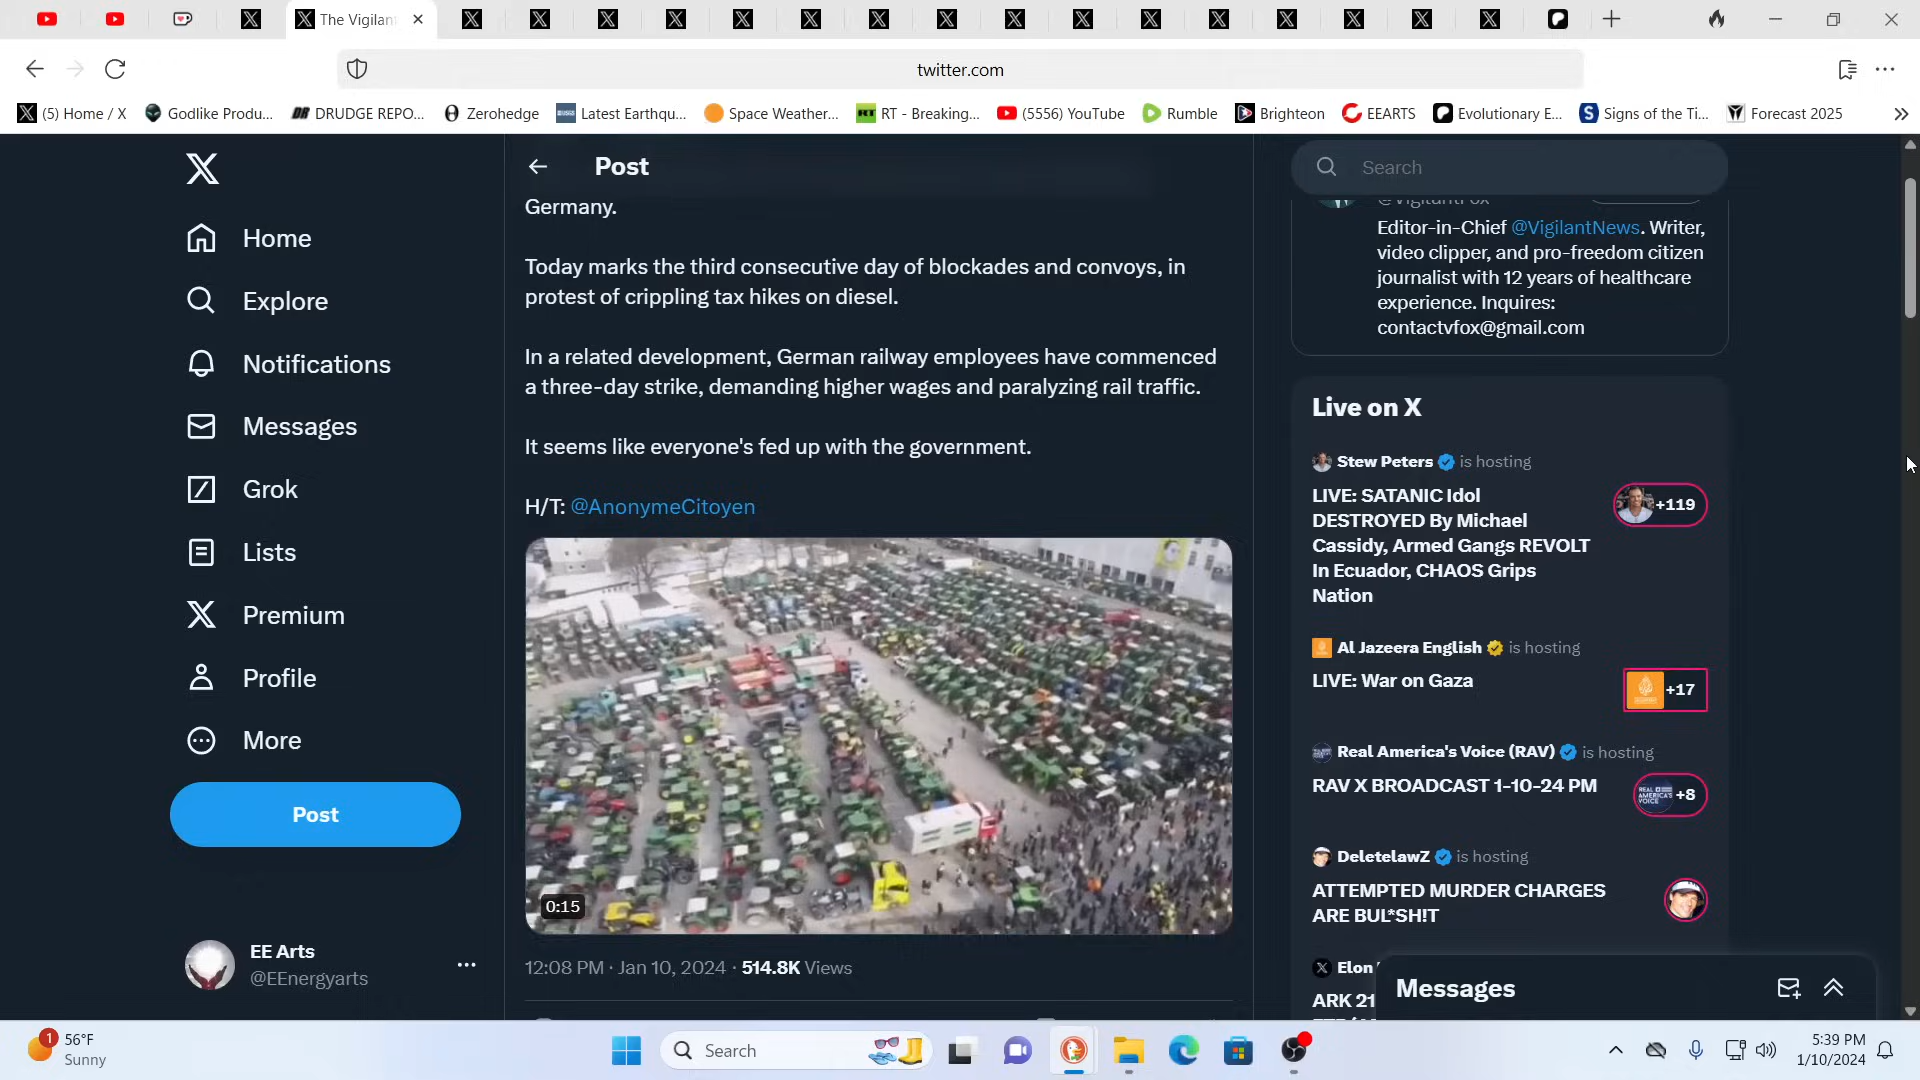 The Vigilan
twitter.com
(5) Home / X
Godlike Produ...
DRUDGE REPO...
Zerohedge
Latest Earthqu...
Space Weather...
RT - Breaking...
(5556) YouTube
Rumble
Brighteon
EEARTS
Evolutionary E...
Signs of the Ti...
Forecast 2025
Home
Explore
Notifications
Messages
Grok
Lists
Premium
Profile
More
Post
EE Arts
@EEnergyarts
Post
Germany.
Today marks the third consecutive day of blockades and convoys, in
protest of crippling tax hikes on diesel.
In a related development, German railway employees have commenced
a three-day strike, demanding higher wages and paralyzing rail traffic.
It seems like everyone's fed up with the government.
H/T: @AnonymeCitoyen
0:15
12:08 PM · Jan 10, 2024 · 514.8K Views
Search
@VigilantFox
Editor-in-Chief @VigilantNews. Writer,
video clipper, and pro-freedom citizen
journalist with 12 years of healthcare
experience. Inquires:
contactvfox@gmail.com
Live on X
Stew Peters is hosting
LIVE: SATANIC Idol
DESTROYED By Michael
Cassidy, Armed Gangs REVOLT
In Ecuador, CHAOS Grips
Nation
+119
Al Jazeera English is hosting
LIVE: War on Gaza
+17
Real America's Voice (RAV) is hosting
RAV X BROADCAST 1-10-24 PM
REAL AMERICA'S VOICE
+8
DeletelawZ is hosting
ATTEMPTED MURDER CHARGES
ARE BUL*SH!T
Elon
ARK 21
Messages
1
56°F
Sunny
Search
5:39 PM
1/10/2024